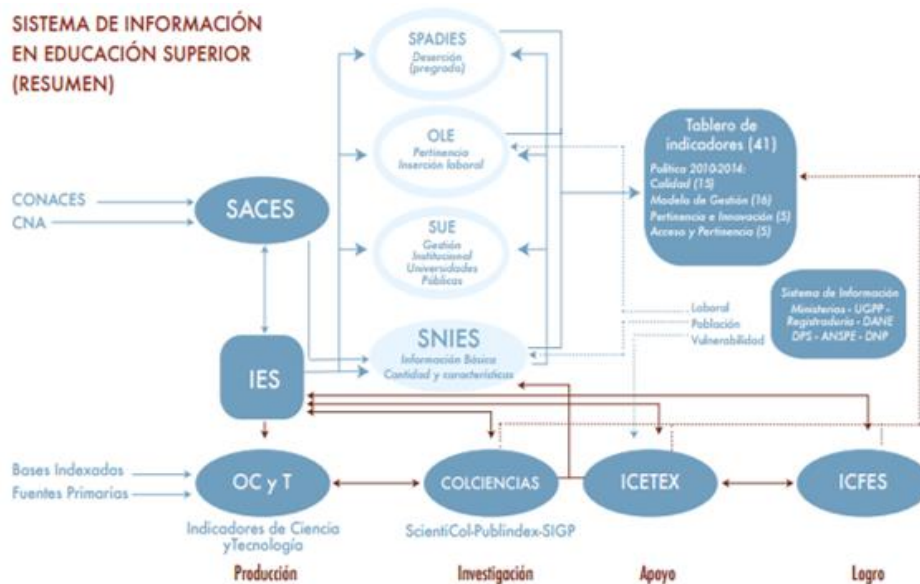 SISTEMA DE INFORMACIÓN
EN EDUCACIÓN SUPERIOR
(RESUMEN)
SPADIES
Deserción
(pregrado)
OLE
Pertinencia
Inserción laboral
SUE
Gestión
Institucional
Universidades
Públicas
SNIES
Información Básica
Cantidad y características
CONACES
CNA
SACES
IES
Tablero de
indicadores (41)
Política 2010-2014:
Calidad (15)
Modelo de Gestión (16)
Pertinencia e Innovación (5)
Acceso y Pertinencia (5)
Laboral
Población
Vulnerabilidad
Sistema de Información
Ministerios - UGPP -
Registraduría - DANE
DPS - ANSPE - DNP
Bases Indexadas
Fuentes Primarias
OC y T
Indicadores de Ciencia
yTecnología
COLCIENCIAS
ScientiCol-Publindex-SIGP
ICETEX
ICFES
Producción
Investigación
Apoyo
Logro